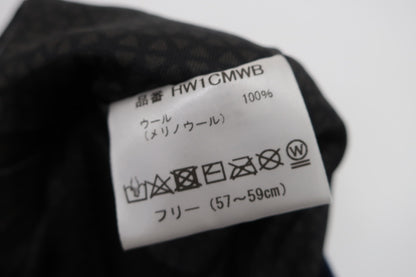 品番 HW1CMWB
ウール 100%
(メリノウール)
W
フリー (57～59cm)